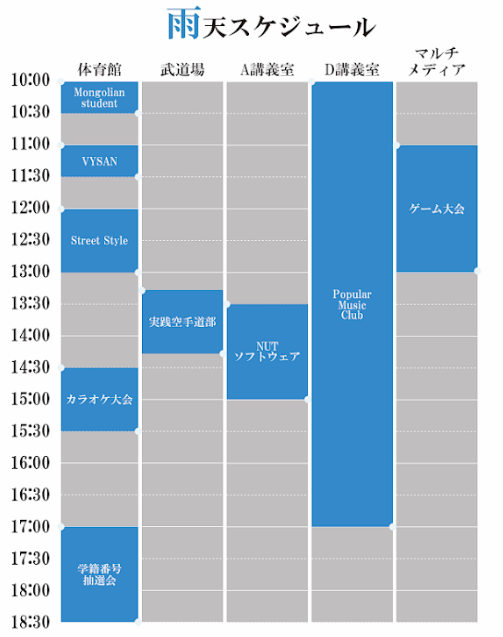 雨天スケジュール
体育館 武道場 A講義室 D講義室 マルチ
メディア
10:00
10:30
11:00
11:30
12:00
12:30
13:00
13:30
14:00
14:30
15:00
15:30
16:00
16:30
17:00
17:30
18:00
18:30
Mongolian
student
VYSAN
Street Style
カラオケ大会
学籍番号
抽選会
実践空手道部
NUT
ソフトウェア
Popular
Music
Club
ゲーム大会